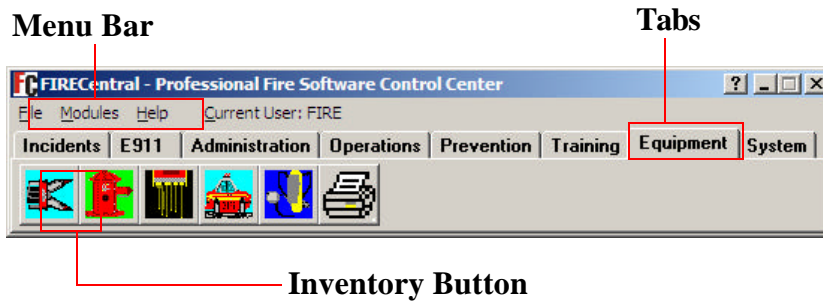 Menu Bar
Tabs
FC FIRECentral - Professional Fire Software Control Center
File Modules Help Current User: FIRE
Incidents E911 Administration Operations Prevention Training Equipment System
Inventory Button